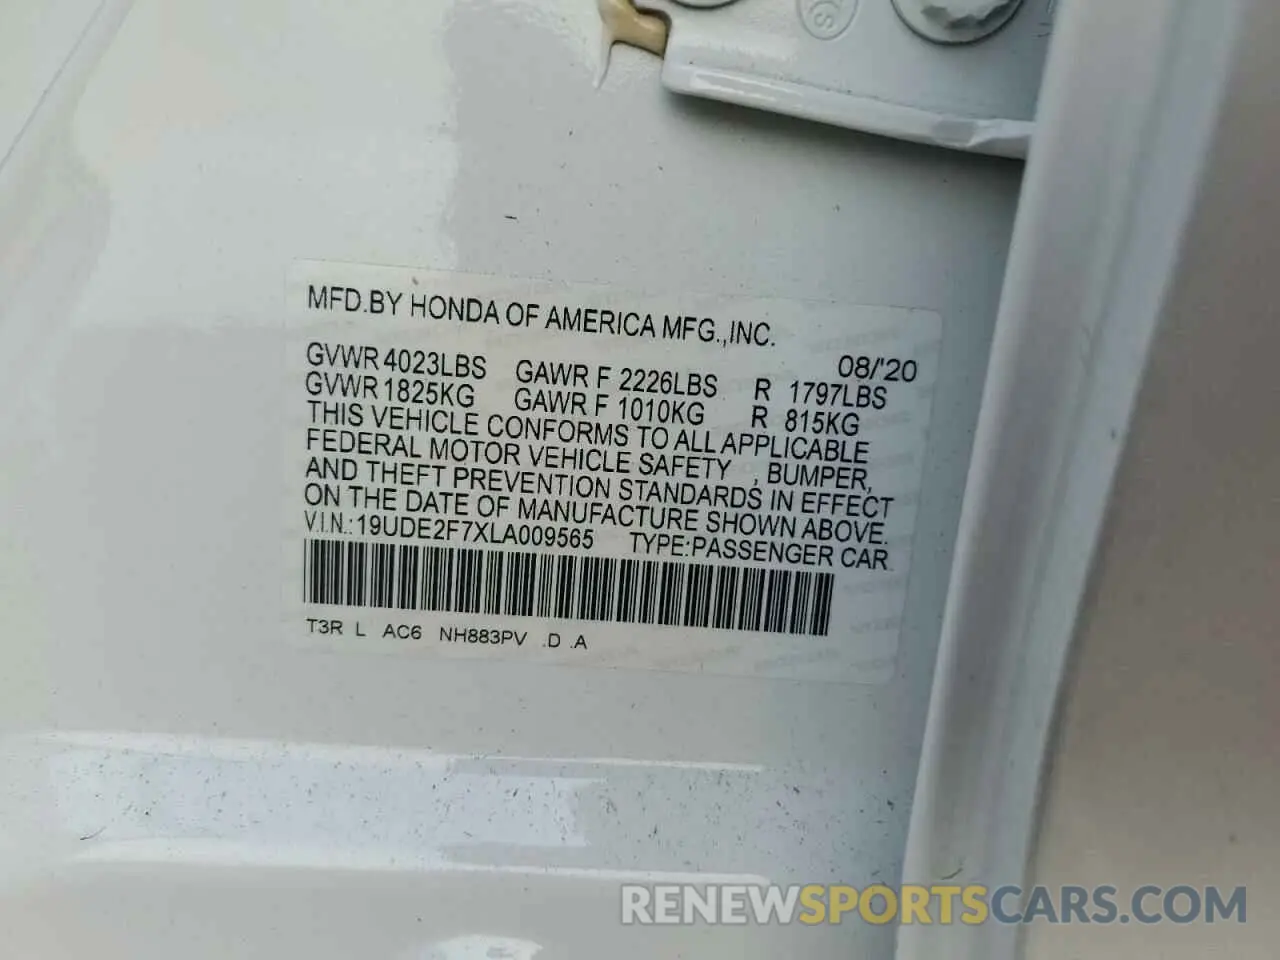 MFD.BY HONDA OF AMERICA MFG.,INC.
08/'20
GVWR 4023LBS GAWR F 2226LBS R 1797LBS
GVWR 1825KG GAWR F 1010KG R 815KG
THIS VEHICLE CONFORMS TO ALL APPLICABLE
FEDERAL MOTOR VEHICLE SAFETY , BUMPER,
AND THEFT PREVENTION STANDARDS IN EFFECT
ON THE DATE OF MANUFACTURE SHOWN ABOVE.
V.I.N.: 19UDE2F7XLA009565 TYPE:PASSENGER CAR
T3R L AC6 NH883PV .D .A
RENEWSPORTSCARS.COM